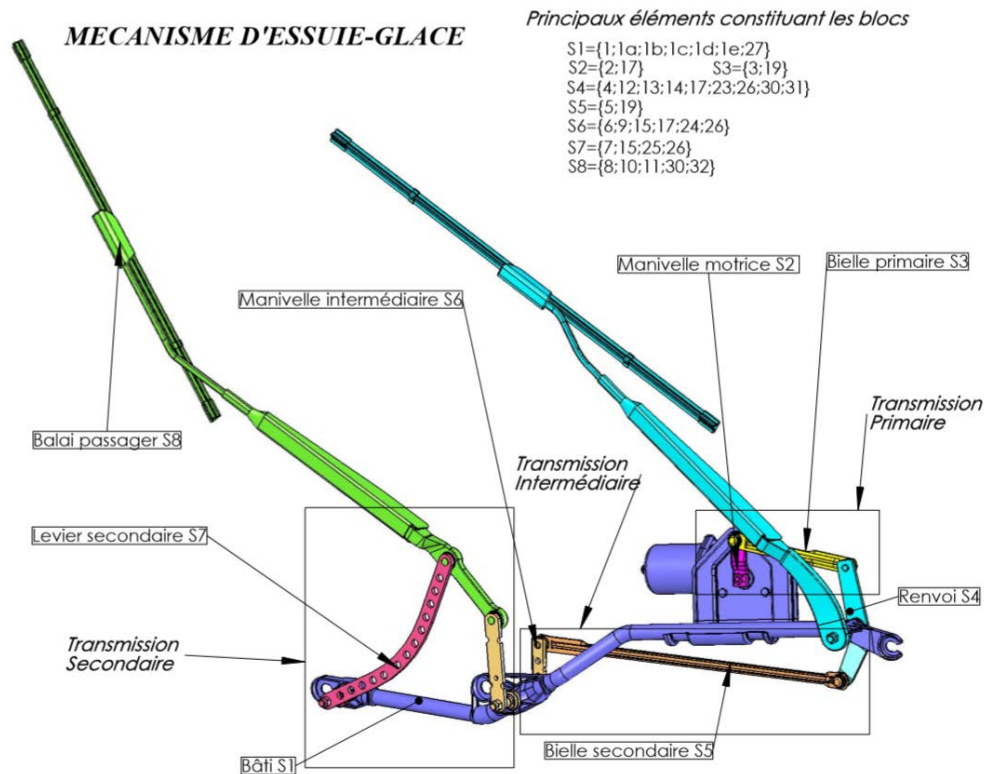 MECANISME D'ESSUIE-GLACE
Principaux éléments constituant les blocs
S1={1;1a;1b;1c;1d;1e;27}
S2={2;17} S3={3;19}
S4={4;12;13;14;17;23;26;30;31}
S5={5;19}
S6={6;9;15;17;24;26}
S7={7;15;25;26}
S8={8;10;11;30;32}
Manivelle motrice S2
Bielle primaire S3
Manivelle intermédiaire S6
Transmission
Primaire
Balai passager S8
Transmission
Intermédiaire
Levier secondaire S7
Renvoi S4
Transmission
Secondaire
Bielle secondaire S5
Bâti S1